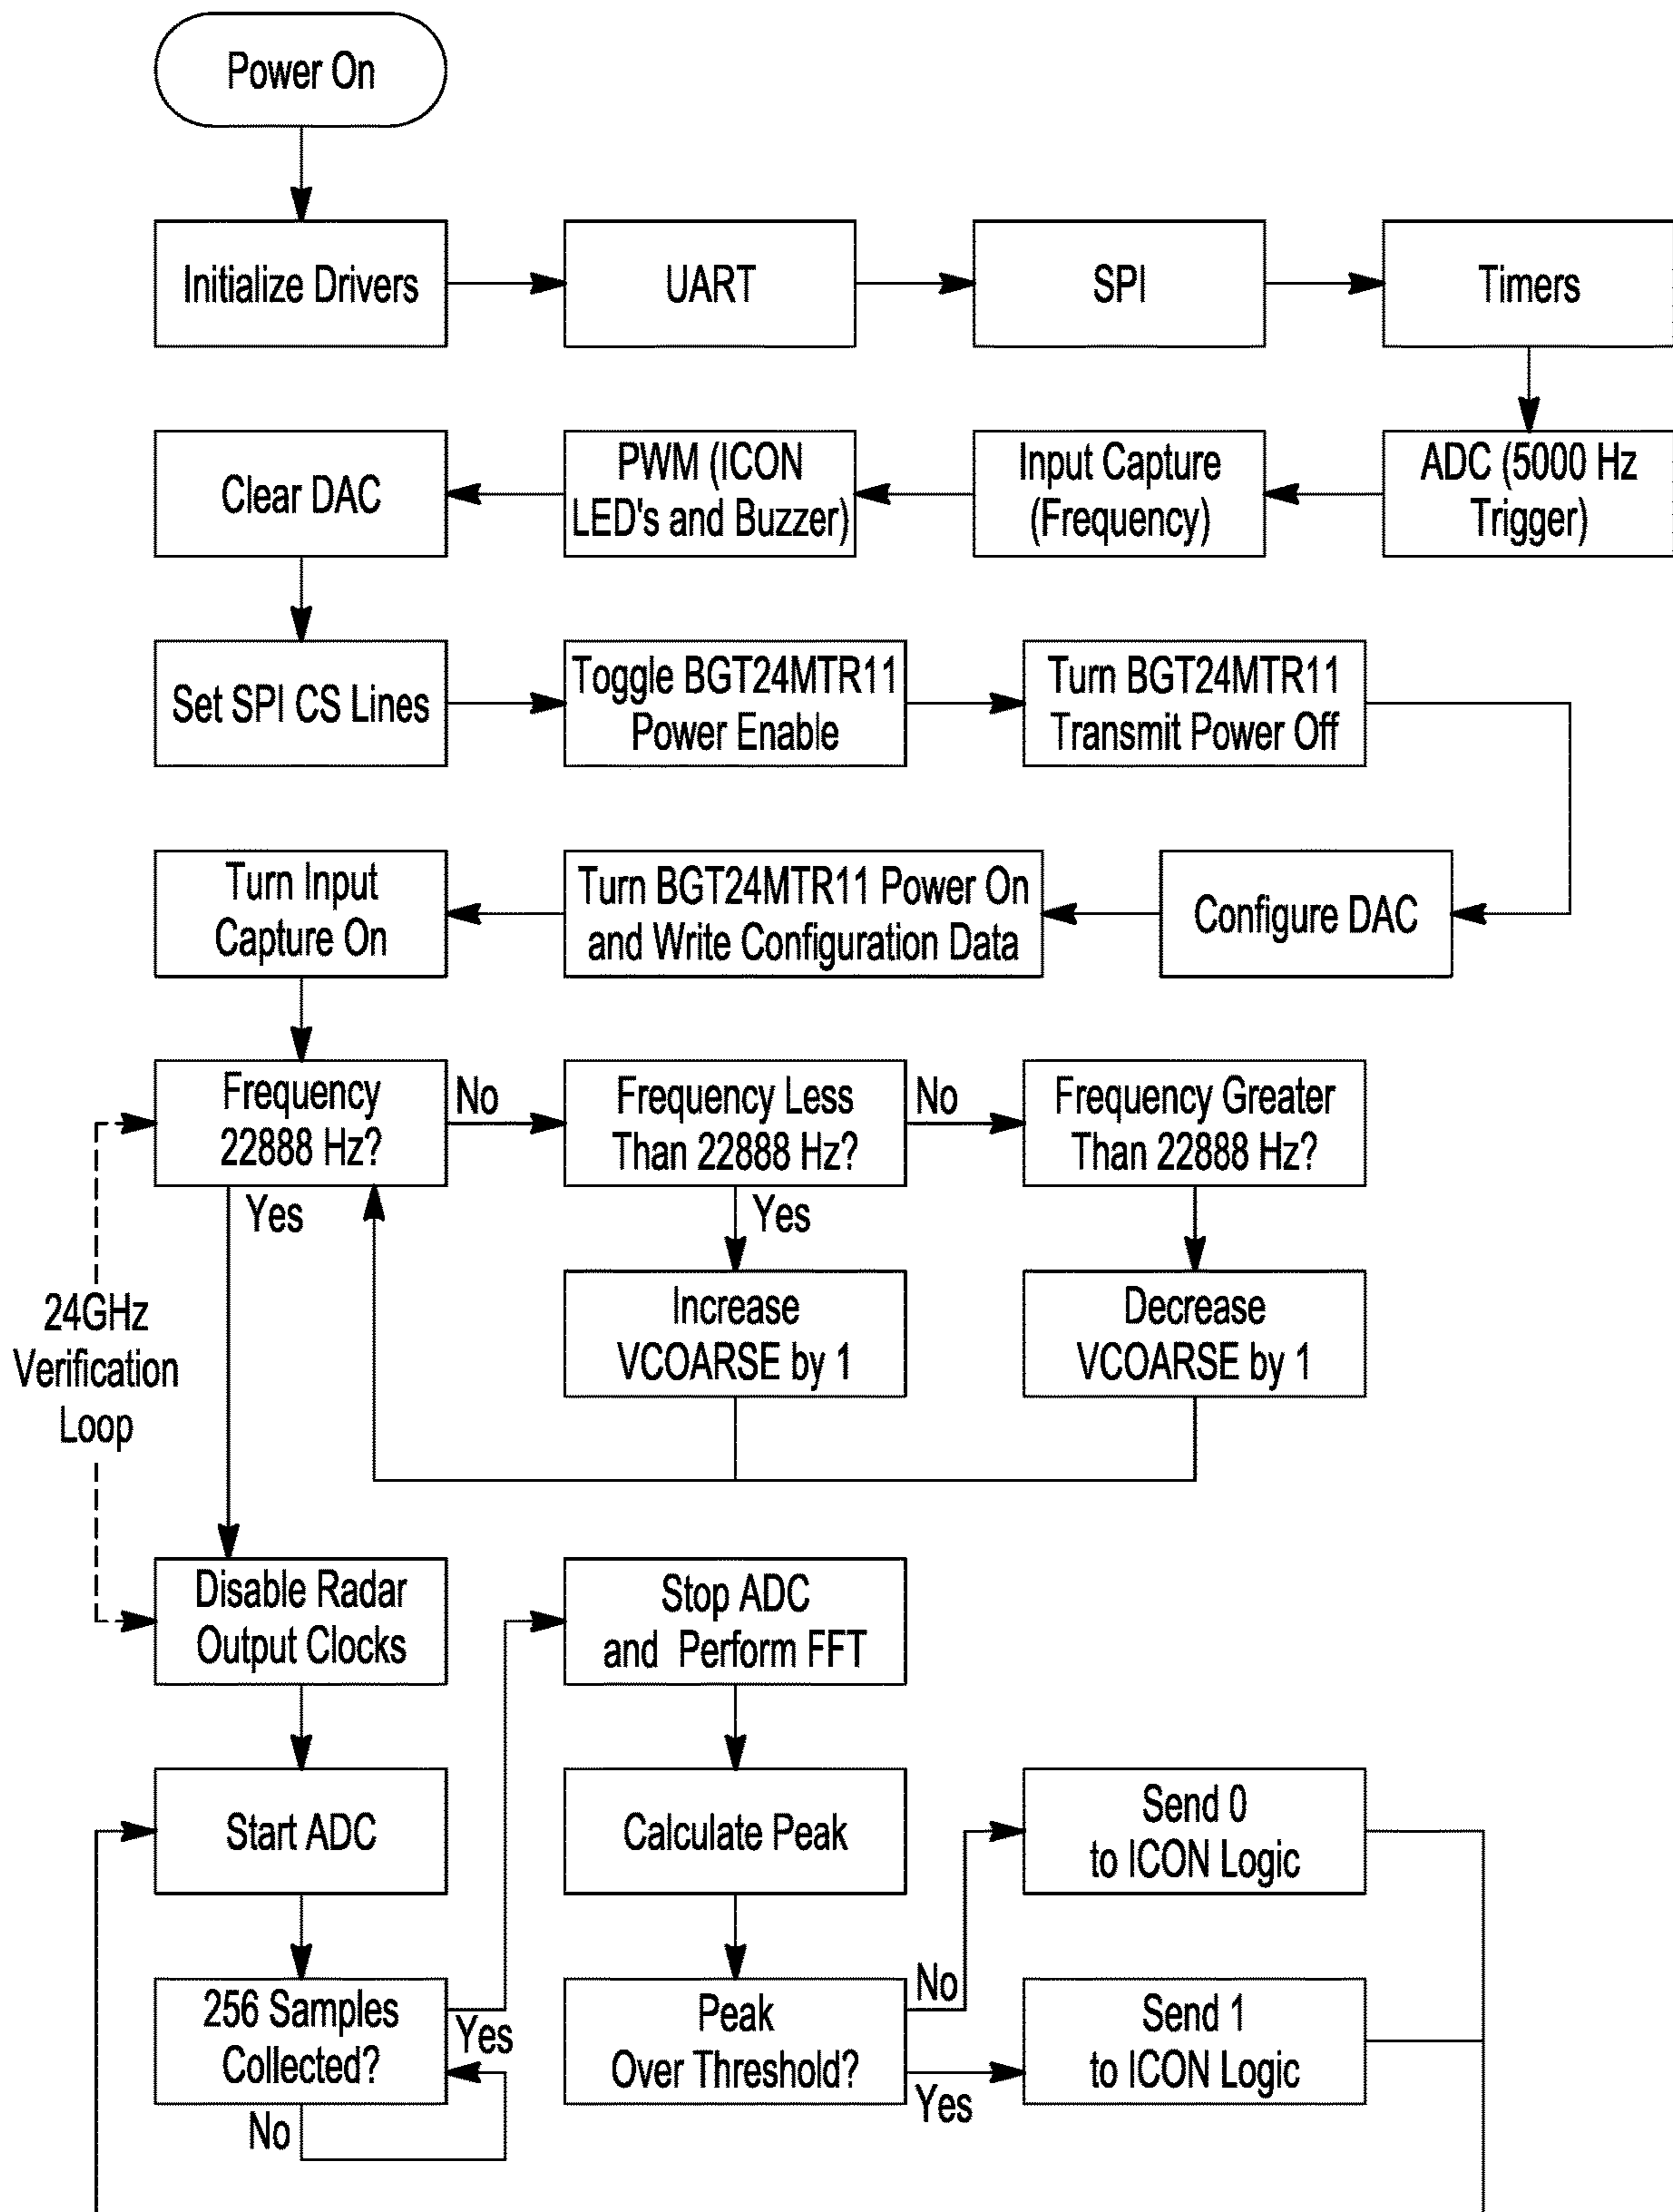 Power On
Initialize Drivers
UART
SPI
Timers
Clear DAC
PWM (ICON
LED's and Buzzer)
Input Capture
(Frequency)
ADC (5000 Hz
Trigger)
Set SPI CS Lines
Toggle BGT24MTR11
Power Enable
Turn BGT24MTR11
Transmit Power Off
Turn Input
Capture On
Turn BGT24MTR11 Power On
and Write Configuration Data
Configure DAC
Frequency
22888 Hz?
No
Frequency Less
Than 22888 Hz?
No
Frequency Greater
Than 22888 Hz?
Yes
Yes
24GHz
Verification
Loop
Increase
VCOARSE by 1
Decrease
VCOARSE by 1
Disable Radar
Output Clocks
Stop ADC
and Perform FFT
Start ADC
Calculate Peak
Send 0
to ICON Logic
256 Samples
Collected?
Yes
No
Peak
Over Threshold?
No
Yes
Send 1
to ICON Logic